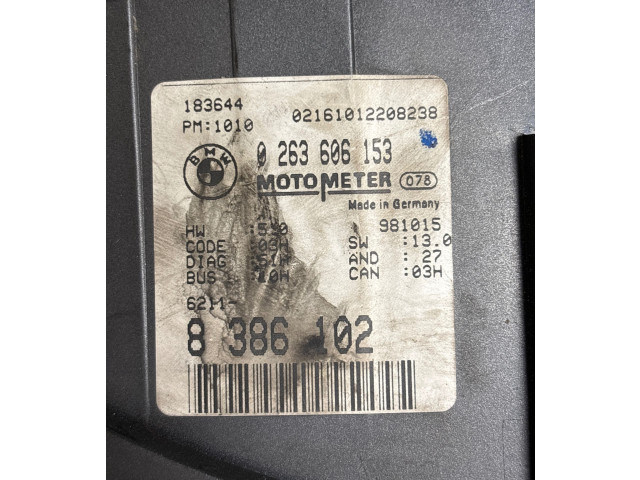 183644
PM:1010 02161012208238
BMW 0 263 606 153
MOTOMETER 078
Made in Germany
981015
HW SW :13.0
CODE :03H AND : 27
DIAG CAN :03H
BUS
6211-
8 386 102